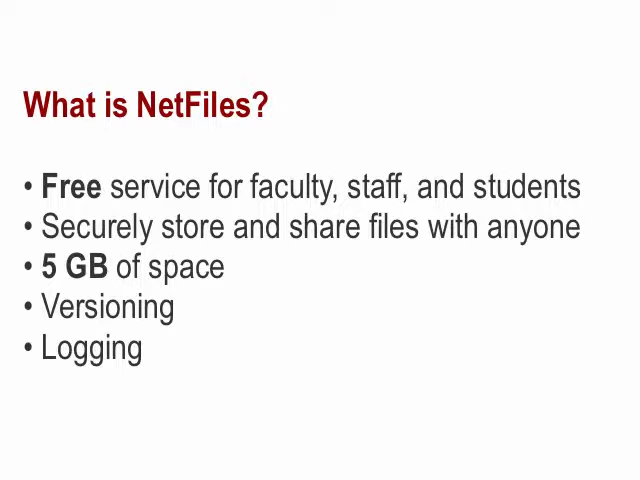 What is NetFiles?
• Free service for faculty, staff, and students
• Securely store and share files with anyone
• 5 GB of space
• Versioning
• Logging